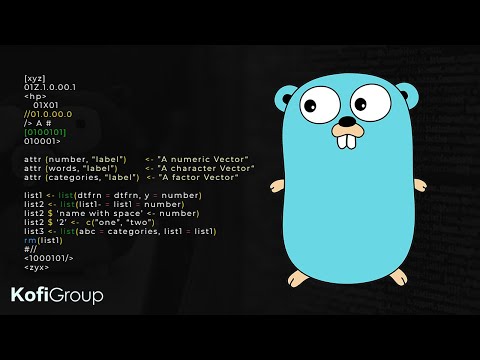 [xyz]
01Z.1.0.00.1
<hp>
01X01
//01.0.00.0
/> A #
[0100101]
010001>
attr (number, “label”) <- “A numeric Vector”
attr (words, “label”) <- “A character Vector”
attr (categories, “label”) <- “A factor Vector”
list1 <- list(dtfrn = dtfrn, y = number)
list2 <- list(list1- = list1 = number)
list2 $ 'name with space' <- number)
list2 $ '2' <- c(“one”, “two”)
list3 <- list(abc = categories, list1 = list1)
rm(list1)
#//
<1000101/>
<zyx>
KofiGroup